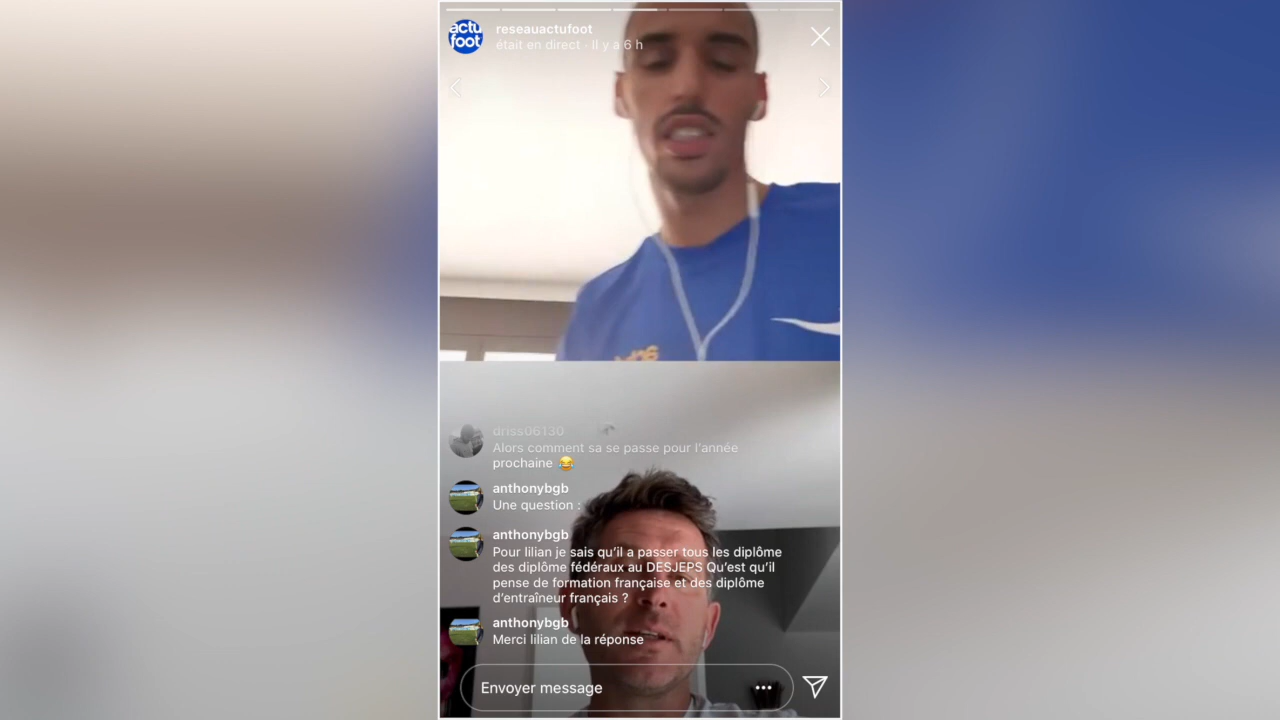 actu
foot
reseauactufoot
était en direct · Il y a 6 h
driss06130
Alors comment sa se passe pour l'année
prochaine 😂
anthonybgb
Une question :
anthonybgb
Pour lilian je sais qu'il a passer tous les diplôme
des diplôme fédéraux au DESJEPS Qu'est qu'il
pense de formation française et des diplôme
d'entraîneur français ?
anthonybgb
Merci lilian de la réponse
Envoyer message